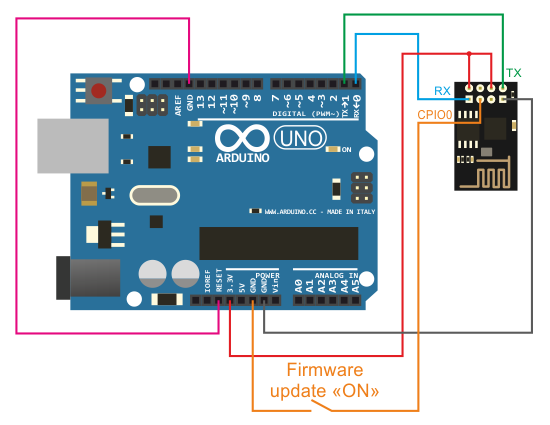 TX
RX
CPIO0
AREF
GND
13
12
~11
~10
~9
8
7
~6
~5
4
~3
2
TX→1
RX←0
DIGITAL (PWM~)
UNO
ARDUINO
ON
WWW.ARDUINO.CC - MADE IN ITALY
POWER
ANALOG IN
IOREF
RESET
3.3V
5V
GND
GND
Vin
A0
A1
A2
A3
A4
A5
Firmware
update «ON»